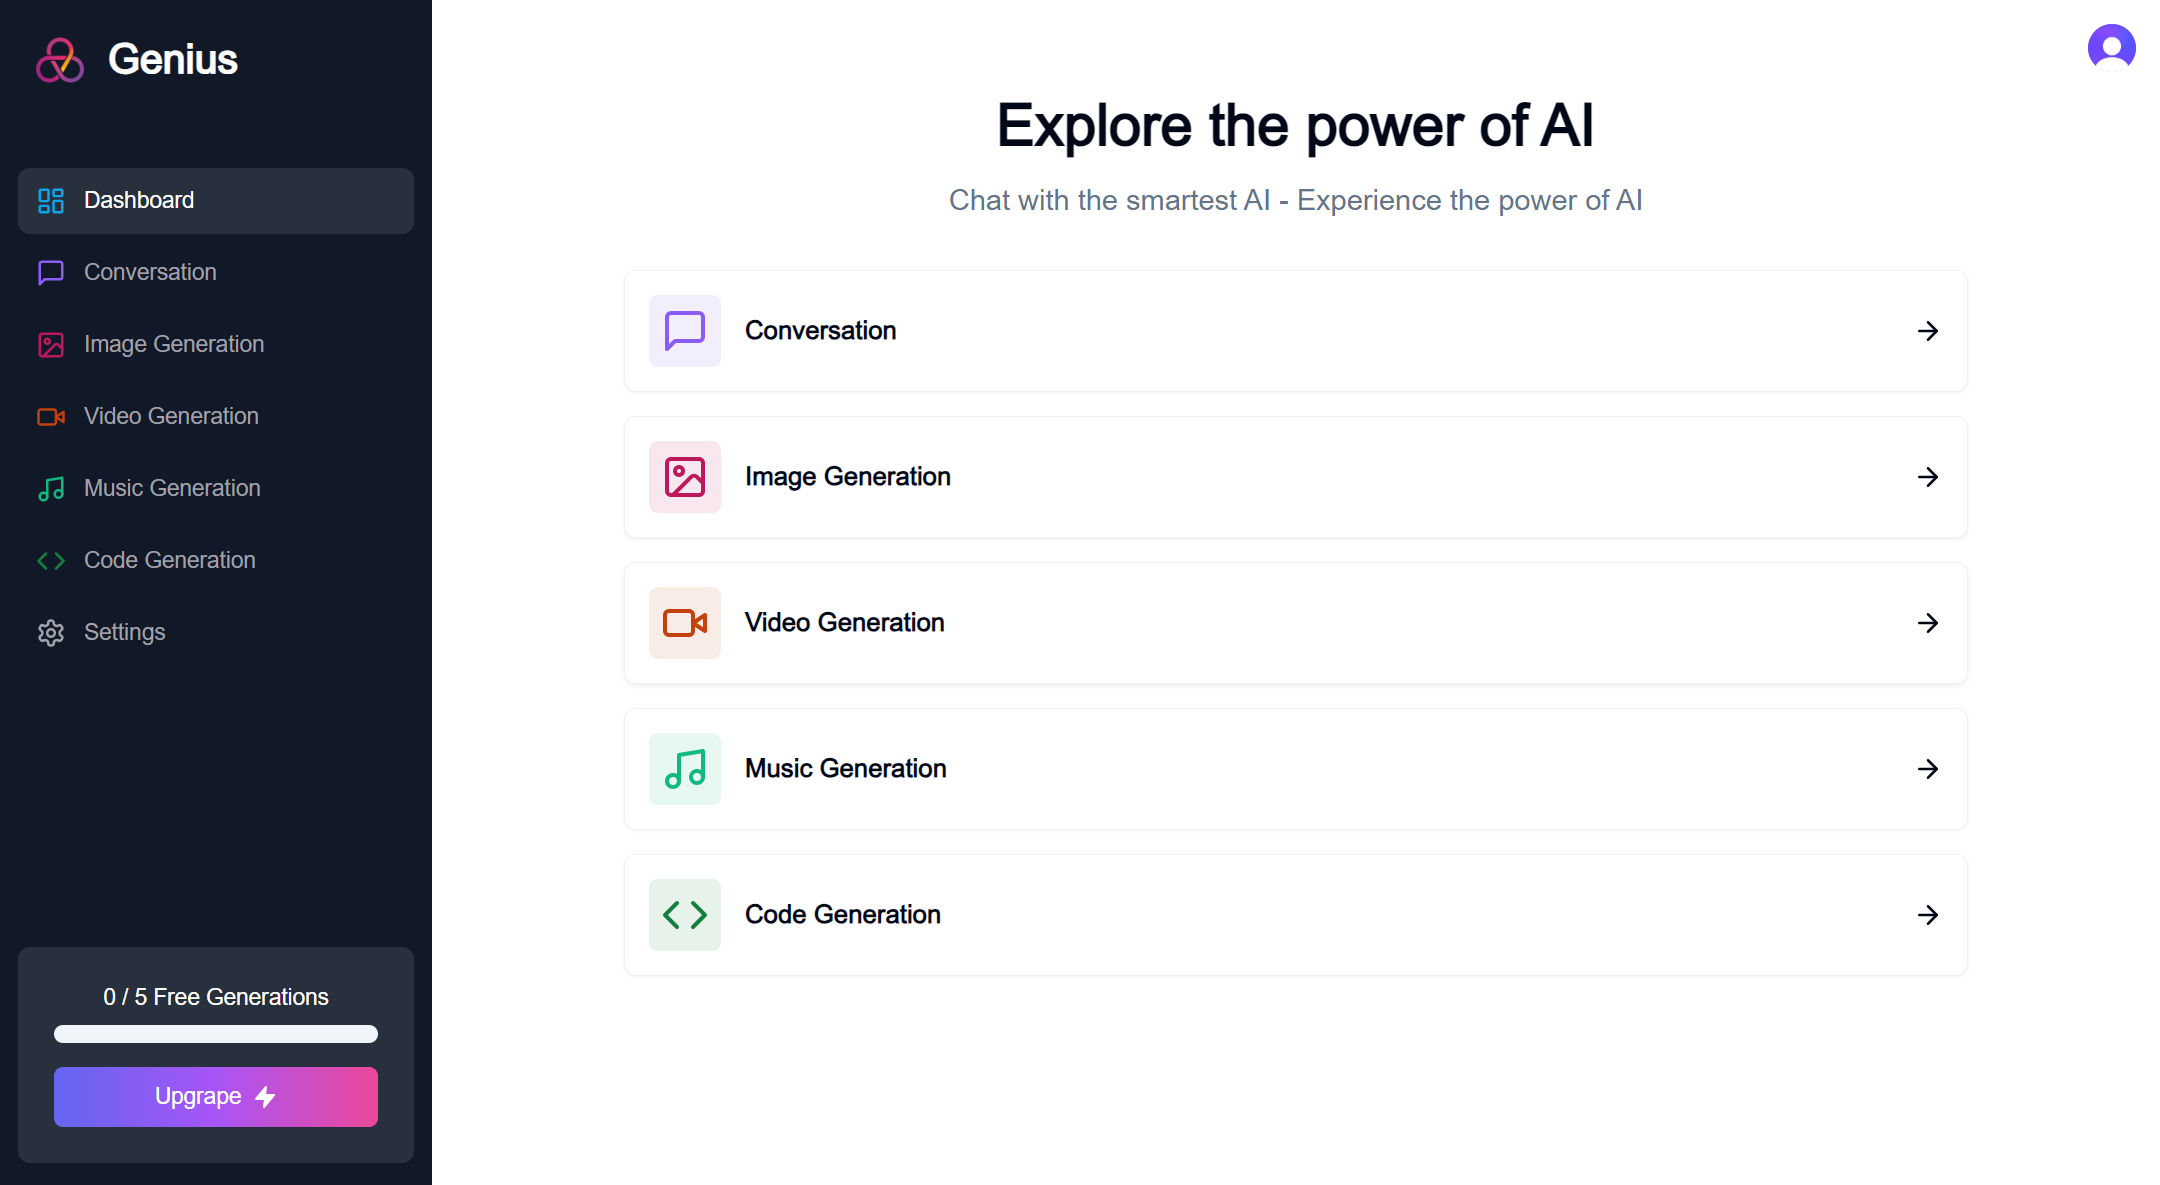 Genius
Dashboard
Conversation
Image Generation
Video Generation
Music Generation
Code Generation
Settings
0 / 5 Free Generations
Upgrape
Explore the power of AI
Chat with the smartest AI - Experience the power of AI
Conversation
Image Generation
Video Generation
Music Generation
Code Generation